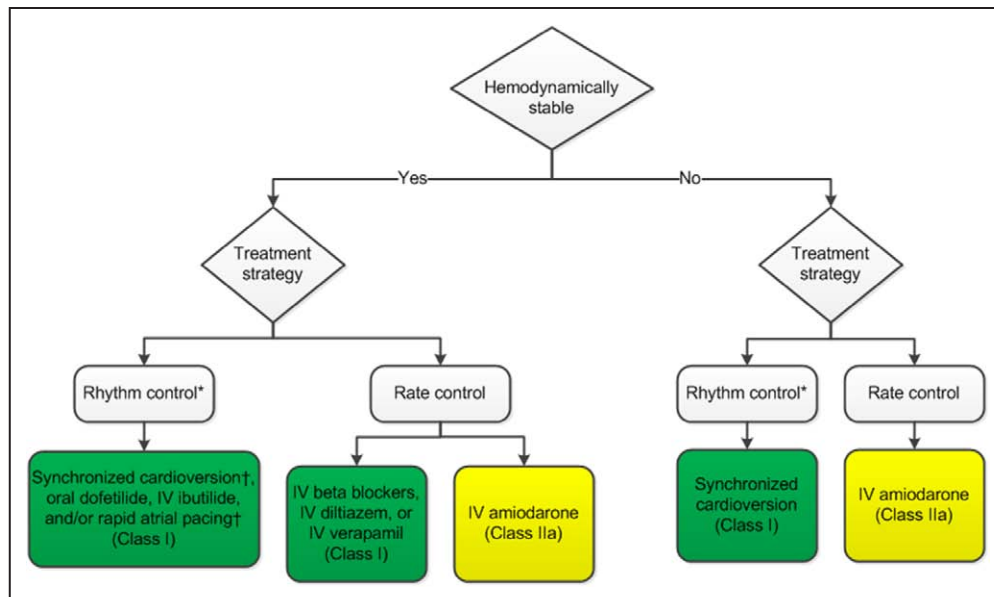 Hemodynamically
stable
Yes
No
Treatment
strategy
Treatment
strategy
Rhythm control*
Rate control
Rhythm control*
Rate control
Synchronized cardioversion†,
oral dofetilide, IV ibutilide,
and/or rapid atrial pacing†
(Class I)
IV beta blockers,
IV diltiazem, or
IV verapamil
(Class I)
IV amiodarone
(Class IIa)
Synchronized
cardioversion
(Class I)
IV amiodarone
(Class IIa)